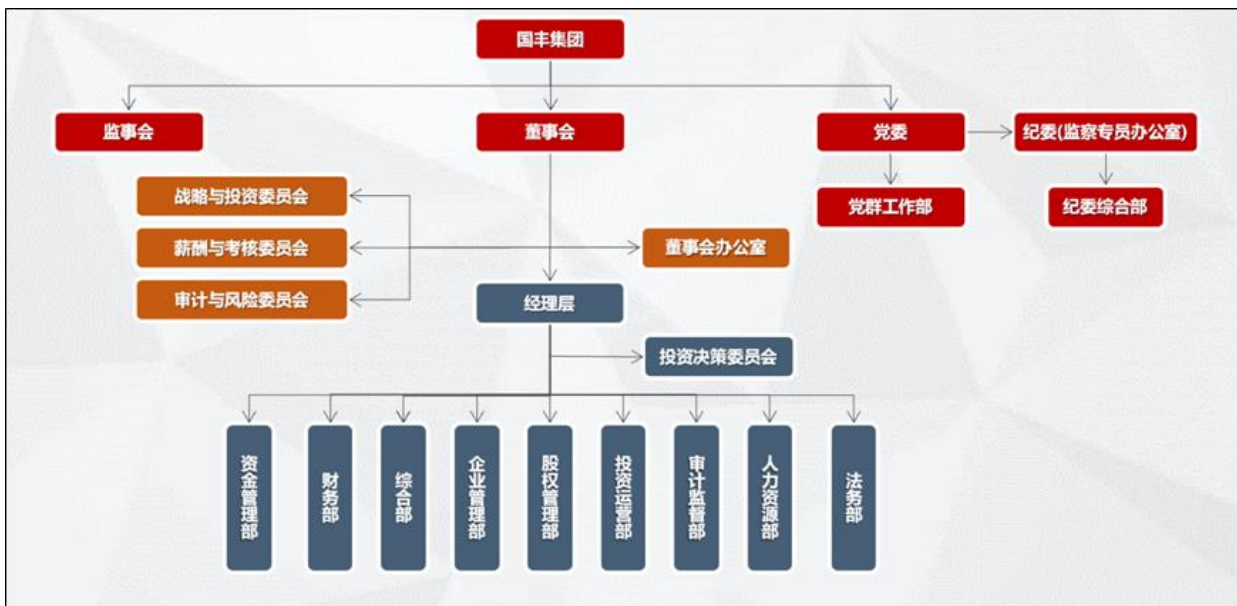 国丰集团
监事会
董事会
党委
纪委(监察专员办公室)
战略与投资委员会
党群工作部
纪委综合部
薪酬与考核委员会
董事会办公室
审计与风险委员会
经理层
投资决策委员会
资金管理部
财务部
综合部
企业管理部
股权管理部
投资运营部
审计监督部
人力资源部
法务部